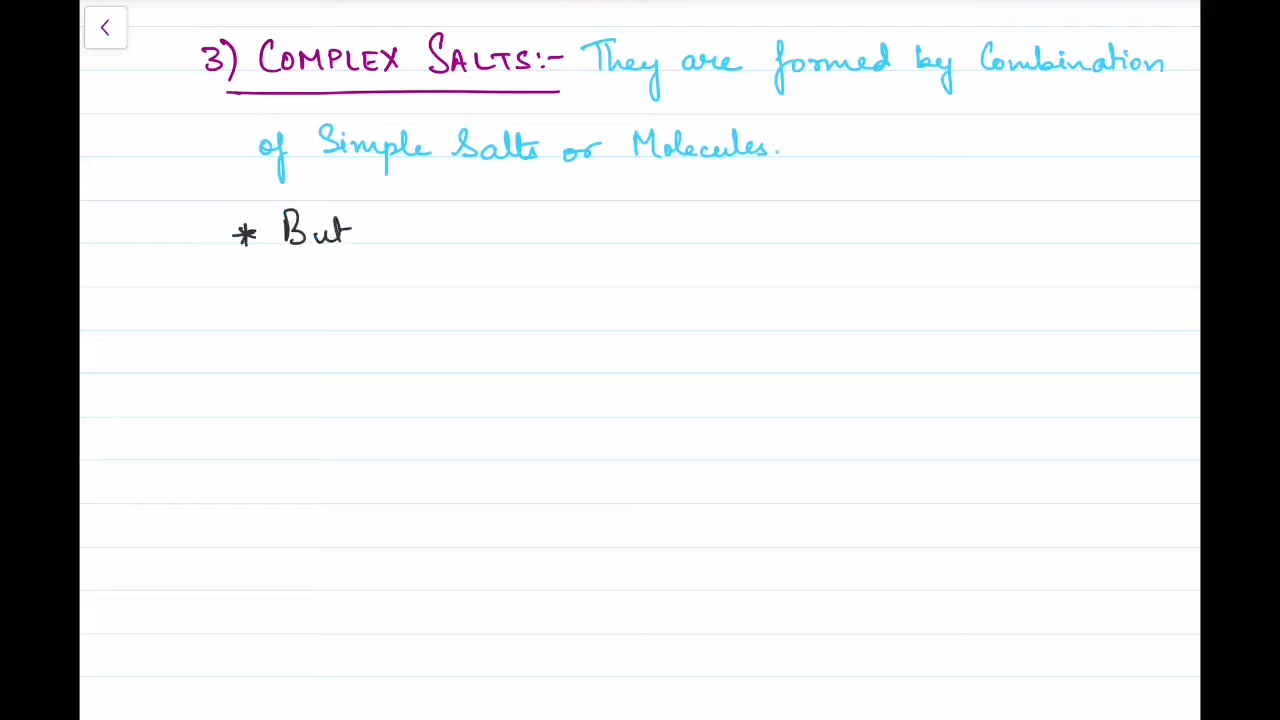 3) COMPLEX SALTS:- They are formed by Combination
of Simple Salts or Molecules.
* But